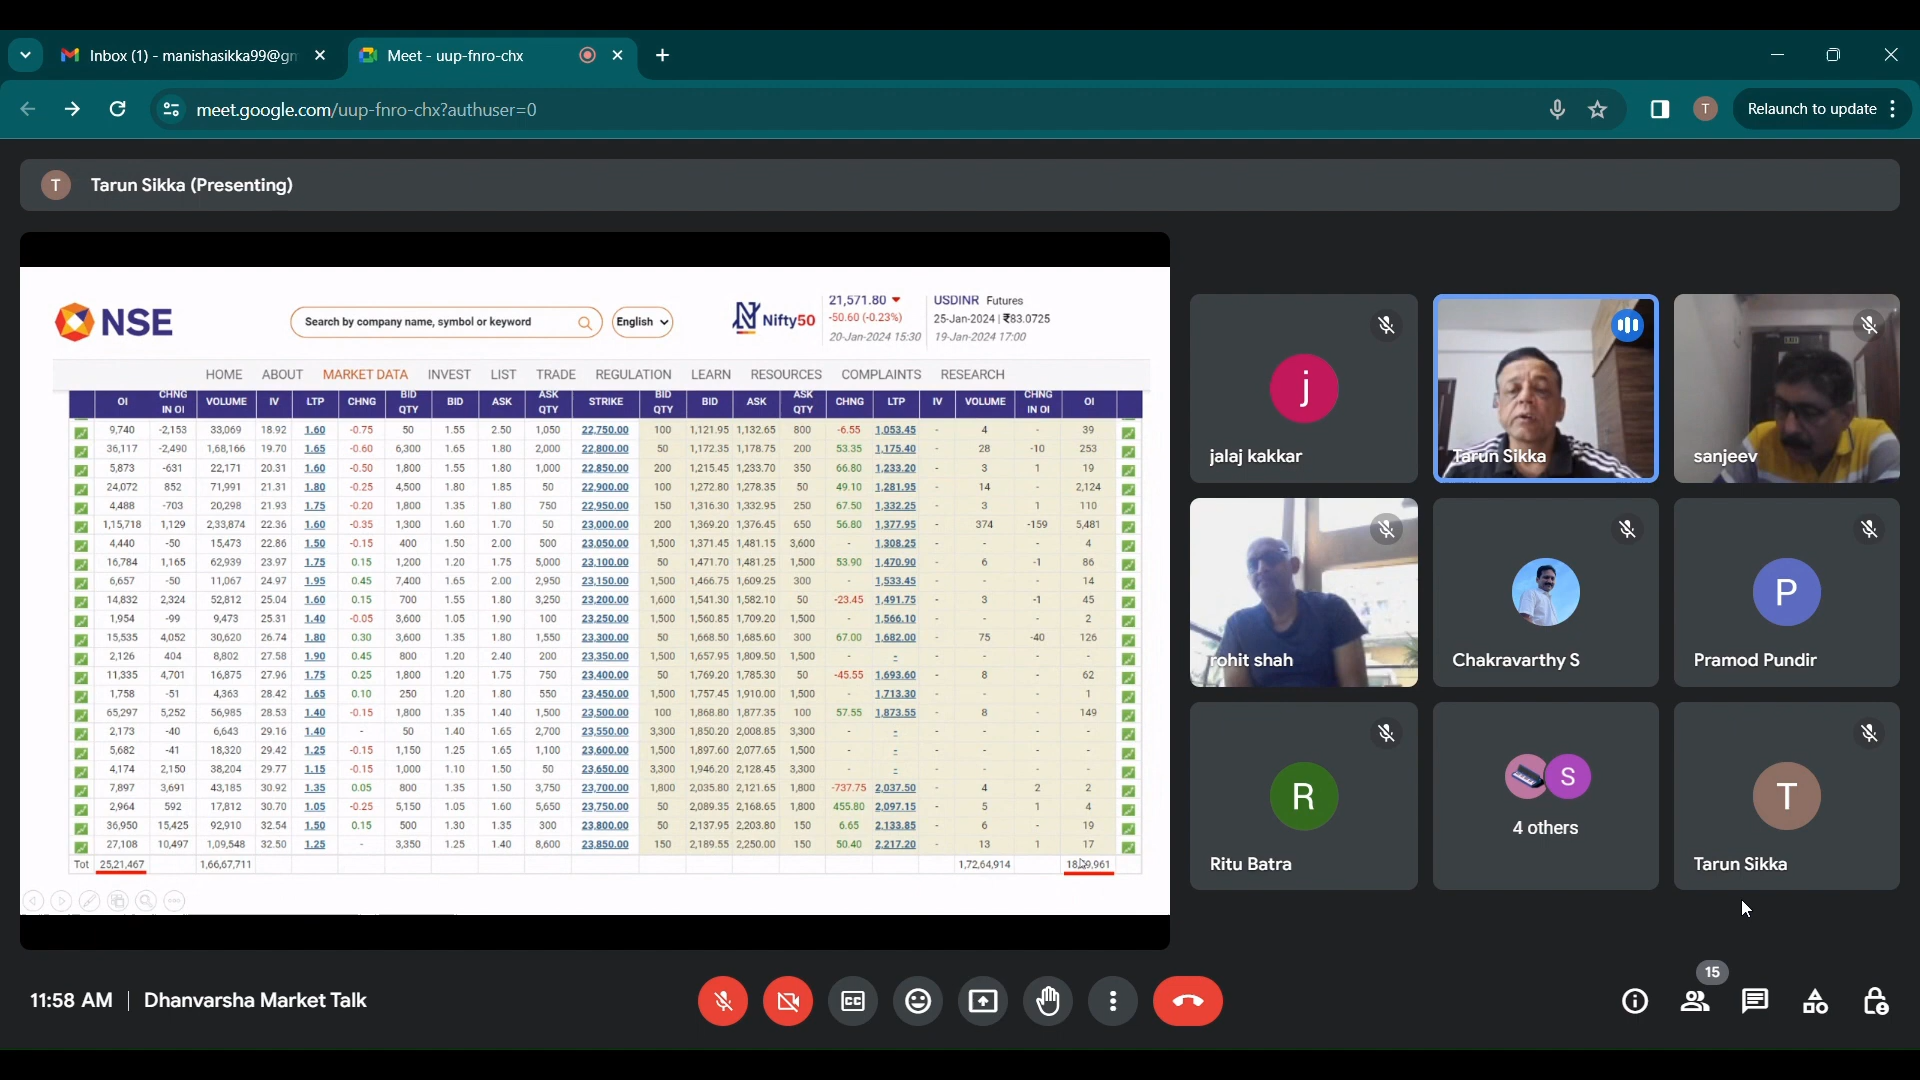 Inbox (1) - manishasikka99@gm
Meet - uup-fnro-chx
meet.google.com/uup-fnro-chx?authuser=0
T
Relaunch to update
T Tarun Sikka (Presenting)
NSE
Search by company name, symbol or keyword
English
Nifty50
21,571.80
-50.60 (-0.23%)
20-Jan-2024 15:30
USDINR Futures
25-Jan-2024 | ₹83.0725
19-Jan-2024 17:00
HOME ABOUT MARKET DATA INVEST LIST TRADE REGULATION LEARN RESOURCES COMPLAINTS RESEARCH
OI CHNG IN OI VOLUME IV LTP CHNG BID QTY BID ASK ASK QTY STRIKE BID QTY BID ASK ASK QTY CHNG LTP IV VOLUME CHNG IN OI OI
9,740 -2,153 33,069 18.92 1.60 -0.75 50 1.55 2.50 1,050 22,750.00 100 1,121.95 1,132.65 800 -6.55 1,053.45 - 4 - 39
36,117 -2,490 1,68,166 19.70 1.65 -0.60 6,300 1.65 1.80 2,000 22,800.00 50 1,172.35 1,178.75 200 53.35 1,175.40 - 28 -10 253
5,873 -631 22,171 20.31 1.60 -0.50 1,800 1.55 1.80 1,000 22,850.00 200 1,215.45 1,233.70 350 66.80 1,233.20 - 3 1 19
24,072 852 71,991 21.31 1.80 -0.25 4,500 1.80 1.85 50 22,900.00 100 1,272.80 1,278.35 50 49.10 1,281.95 - 14 - 2,124
4,488 -703 20,298 21.93 1.75 -0.20 1,800 1.35 1.80 750 22,950.00 150 1,316.30 1,332.95 250 67.50 1,332.25 - 3 1 110
1,15,718 1,129 2,33,874 22.36 1.60 -0.35 1,300 1.60 1.70 50 23,000.00 200 1,369.20 1,376.45 650 56.80 1,377.95 - 374 -159 5,481
4,440 -50 15,473 22.86 1.50 -0.15 400 1.50 2.00 500 23,050.00 1,500 1,371.45 1,481.15 3,600 - 1,308.25 - - - 4
16,784 1,165 62,939 23.97 1.75 0.15 1,200 1.20 1.75 5,000 23,100.00 50 1,471.70 1,481.25 1,500 53.90 1,470.90 - 6 -1 86
6,657 -50 11,067 24.97 1.95 0.45 7,400 1.65 2.00 2,950 23,150.00 1,500 1,466.75 1,609.25 300 - 1,533.45 - - - 14
14,832 2,324 52,812 25.04 1.60 0.15 700 1.55 1.80 3,250 23,200.00 1,600 1,541.30 1,582.10 50 -23.45 1,491.75 - 3 -1 45
1,954 -99 9,473 25.31 1.40 -0.05 3,600 1.05 1.90 100 23,250.00 1,500 1,560.85 1,709.20 1,500 - 1,566.10 - - - 2
15,535 4,052 30,620 26.74 1.80 0.30 3,600 1.35 1.80 1,550 23,300.00 50 1,668.50 1,685.60 300 67.00 1,682.00 - 75 -40 126
2,126 404 8,802 27.58 1.90 0.45 800 1.20 2.40 200 23,350.00 1,500 1,657.95 1,809.50 1,500 - - - - - -
11,335 4,701 16,875 27.96 1.75 0.25 1,800 1.20 1.75 750 23,400.00 50 1,769.20 1,785.30 50 -45.55 1,693.60 - 8 - 62
1,758 -51 4,363 28.42 1.65 0.10 250 1.20 1.80 550 23,450.00 1,500 1,757.45 1,910.00 1,500 - 1,713.30 - - - 1
65,297 5,252 56,985 28.53 1.40 -0.15 1,800 1.35 1.40 1,500 23,500.00 100 1,868.80 1,877.35 100 57.55 1,873.55 - 8 - 149
2,173 -40 6,643 29.16 1.40 - 50 1.40 1.65 2,700 23,550.00 3,300 1,850.20 2,008.85 3,300 - - - - - -
5,682 -41 18,320 29.42 1.25 -0.15 1,150 1.25 1.65 1,100 23,600.00 1,500 1,897.60 2,077.65 1,500 - - - - - -
4,174 2,150 38,204 29.77 1.15 -0.15 1,000 1.10 1.50 50 23,650.00 3,300 1,946.20 2,128.45 3,300 - - - - - -
7,897 3,691 43,185 30.92 1.35 0.05 800 1.35 1.50 3,750 23,700.00 1,800 2,035.80 2,121.65 1,800 -737.75 2,037.50 - 4 2 2
2,964 592 17,812 30.70 1.05 -0.25 5,150 1.05 1.60 5,650 23,750.00 50 2,089.35 2,168.65 1,800 455.80 2,097.15 - 5 1 4
36,950 15,425 92,910 32.54 1.50 0.15 500 1.30 1.35 300 23,800.00 50 2,137.95 2,203.80 150 6.65 2,133.85 - 6 - 19
27,108 10,497 1,09,548 32.50 1.25 - 3,350 1.25 1.40 8,600 23,850.00 150 2,189.55 2,250.00 150 50.40 2,217.20 - 13 1 17
Tot 25,21,467 1,66,67,711 1,72,64,914
j
jalaj kakkar
Tarun Sikka
sanjeev
rohit shah
Chakravarthy S
P
Pramod Pundir
R
Ritu Batra
S
4 others
T
Tarun Sikka
11:58 AM | Dhanvarsha Market Talk
15